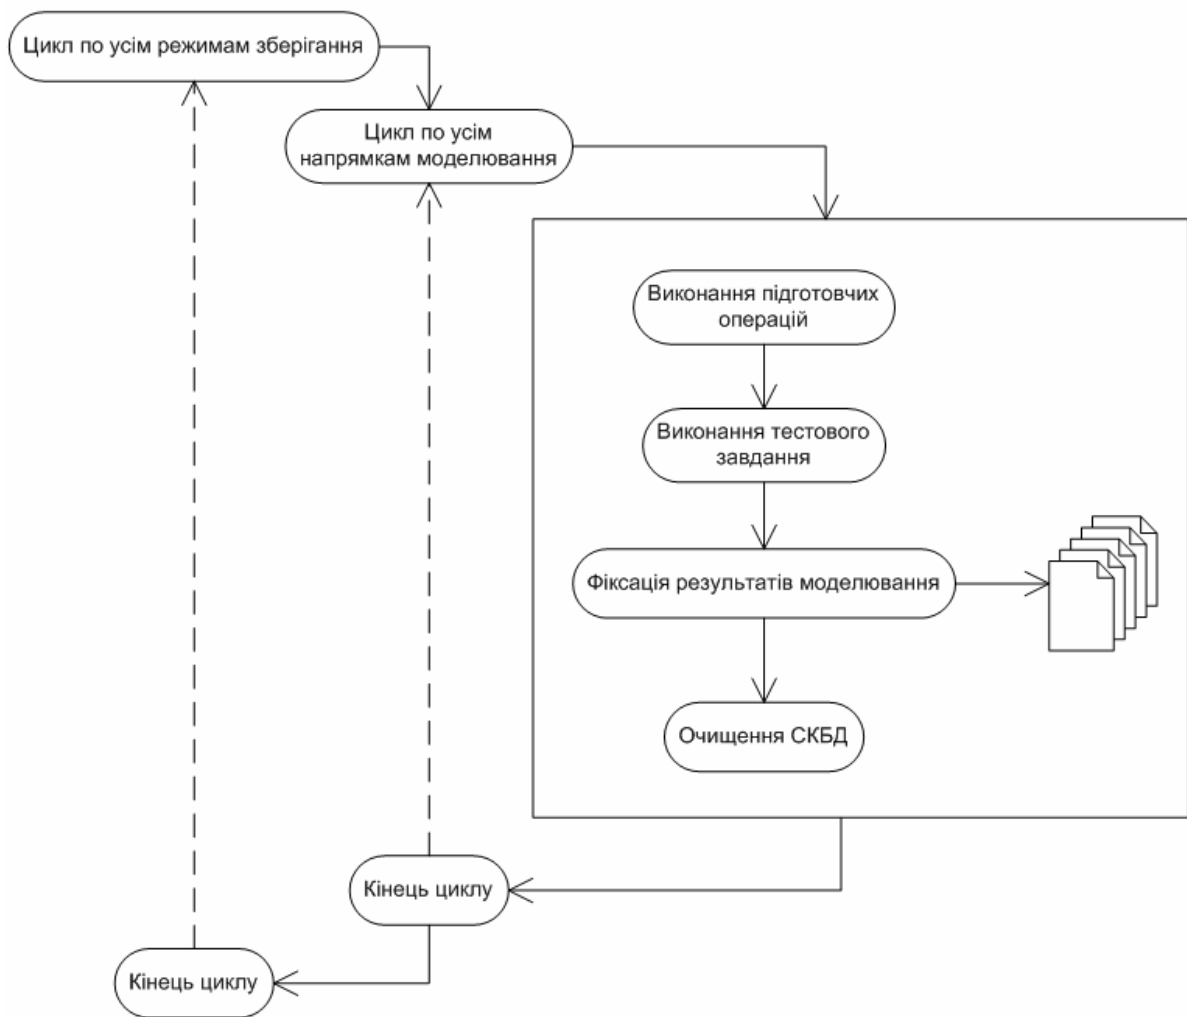 Цикл по усім режимам зберігання
Цикл по усім
напрямкам моделювання
Виконання підготовчих
операцій
Виконання тестового
завдання
Фіксація результатів моделювання
Очищення СКБД
Кінець циклу
Кінець циклу